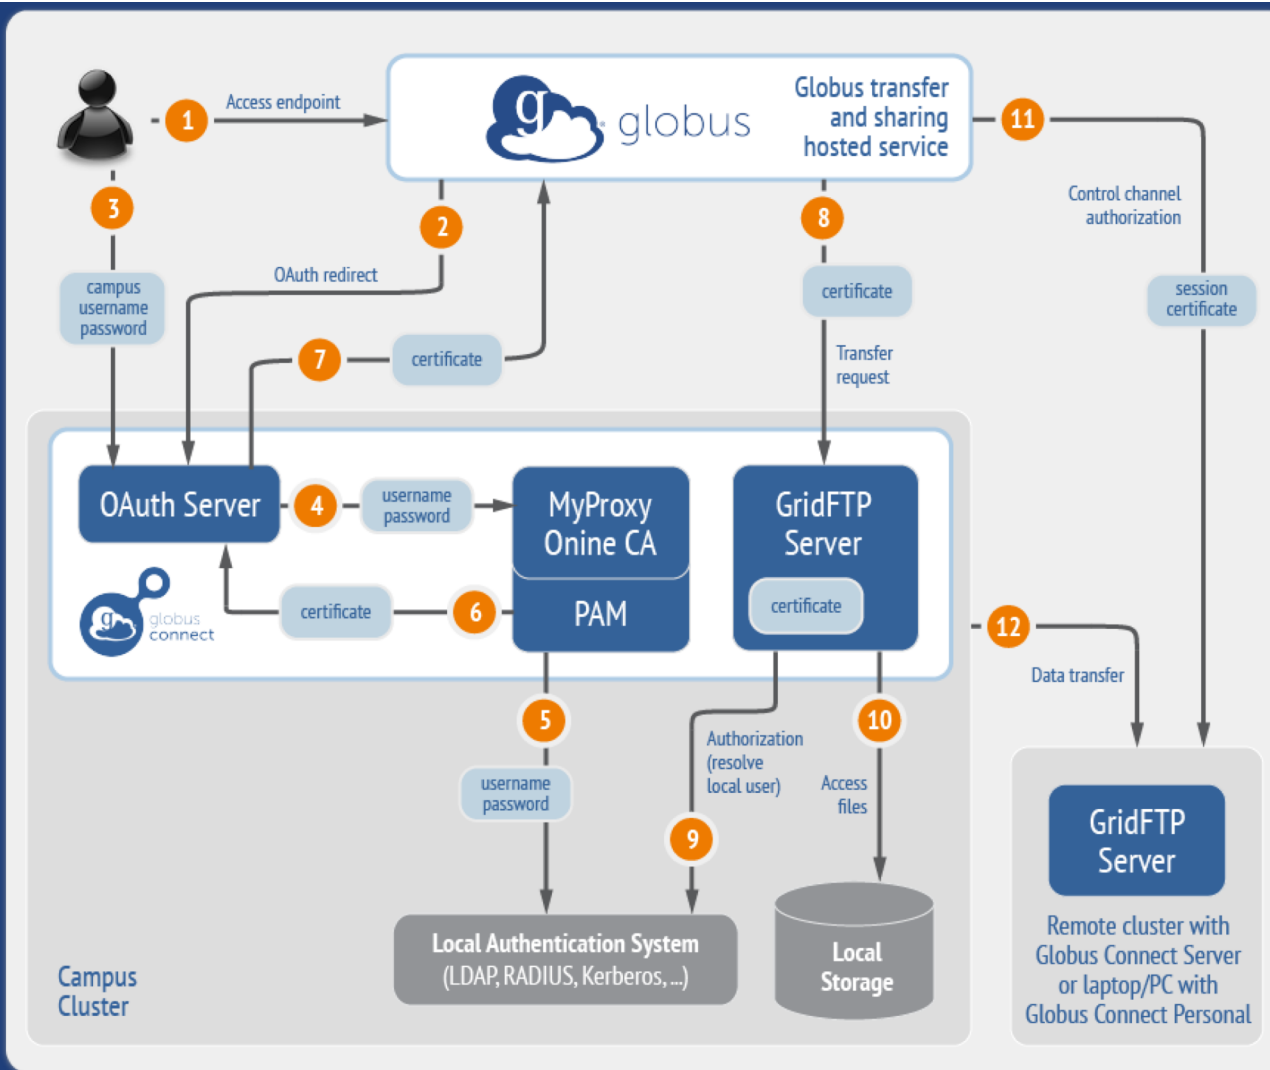 1
Access endpoint
g
globus
Globus transfer
and sharing
hosted service
11
3
2
8
Control channel
authorization
OAuth redirect
campus
username
password
certificate
session
certificate
7
certificate
Transfer
request
OAuth Server
4
username
password
MyProxy
Onine CA
GridFTP
Server
certificate
6
PAM
certificate
g
globus
connect
12
Data transfer
5
10
Authorization
(resolve
local user)
username
password
Access
files
9
GridFTP
Server
Local Authentication System
(LDAP, RADIUS, Kerberos, ...)
Local
Storage
Campus
Cluster
Remote cluster with
Globus Connect Server
or laptop/PC with
Globus Connect Personal